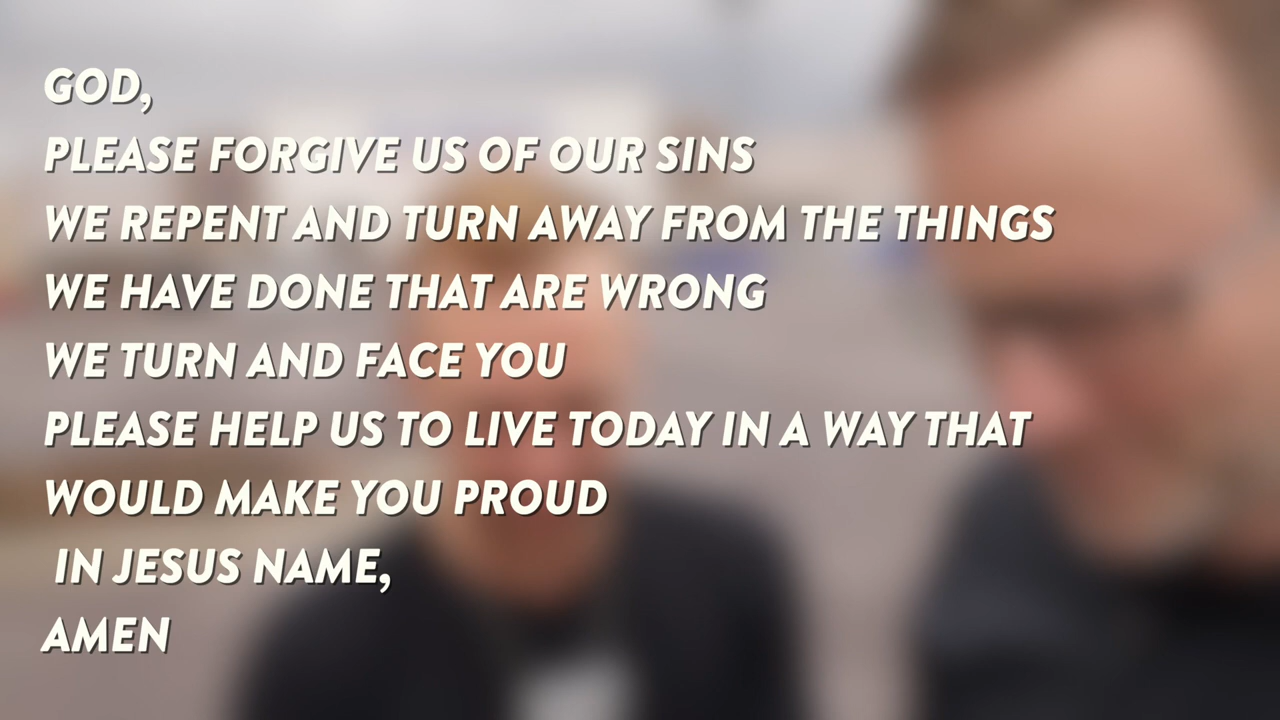 GOD,
PLEASE FORGIVE US OF OUR SINS
WE REPENT AND TURN AWAY FROM THE THINGS
WE HAVE DONE THAT ARE WRONG
WE TURN AND FACE YOU
PLEASE HELP US TO LIVE TODAY IN A WAY THAT
WOULD MAKE YOU PROUD
IN JESUS NAME,
AMEN